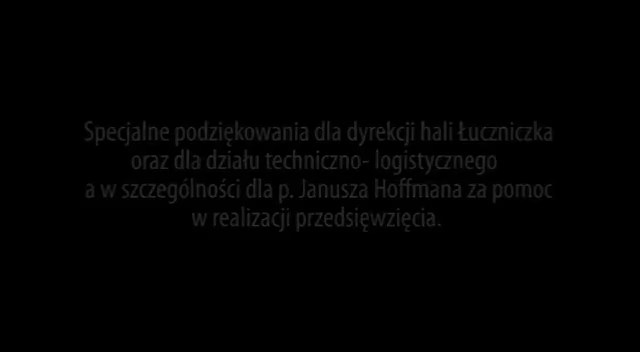 Specjalne podziękowania dla dyrekcji hali Łuczniczka
oraz dla działu techniczno- logistycznego
a w szczególności dla p. Janusza Hoffmana za pomoc
w realizacji przedsięwzięcia.